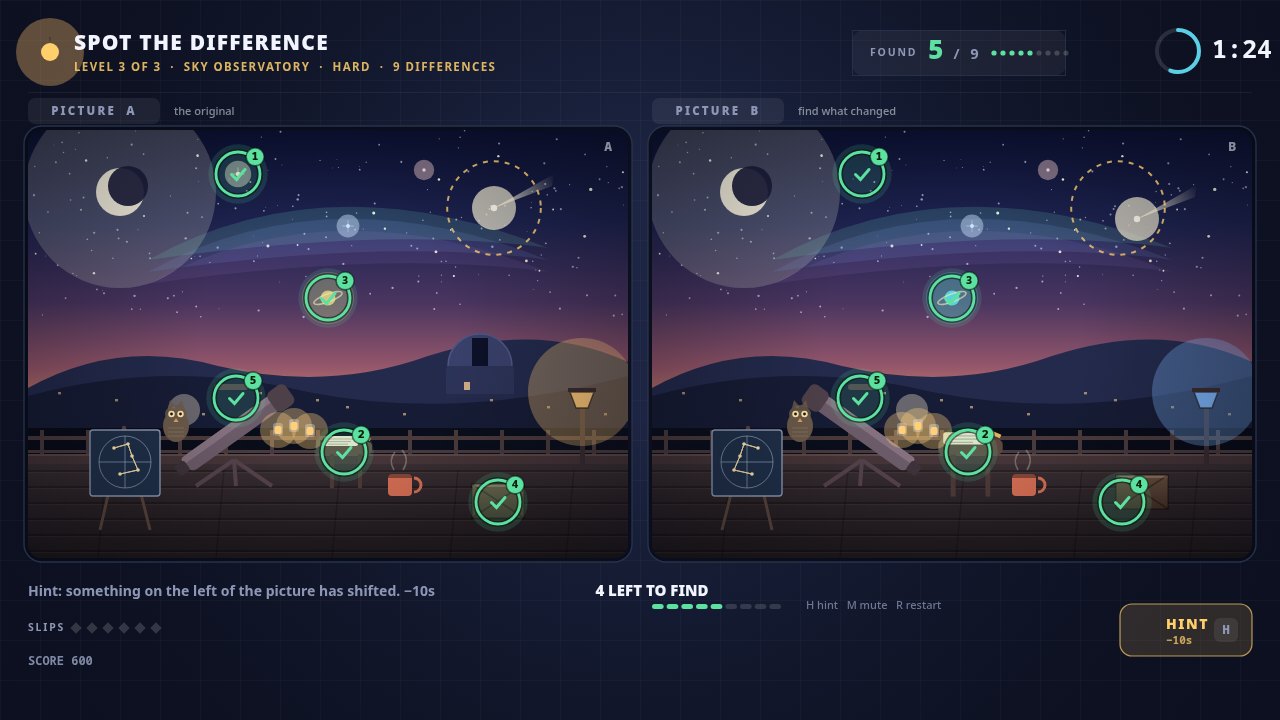 SPOT THE DIFFERENCE
LEVEL 3 OF 3 · SKY OBSERVATORY · HARD · 9 DIFFERENCES
FOUND 5 / 9
1:24
PICTURE A the original
PICTURE B find what changed
A
1
3
5
2
4
B
1
3
5
2
4
Hint: something on the left of the picture has shifted. −10s
4 LEFT TO FIND
H hint M mute R restart
HINT
−10s
H
SLIPS
SCORE 600